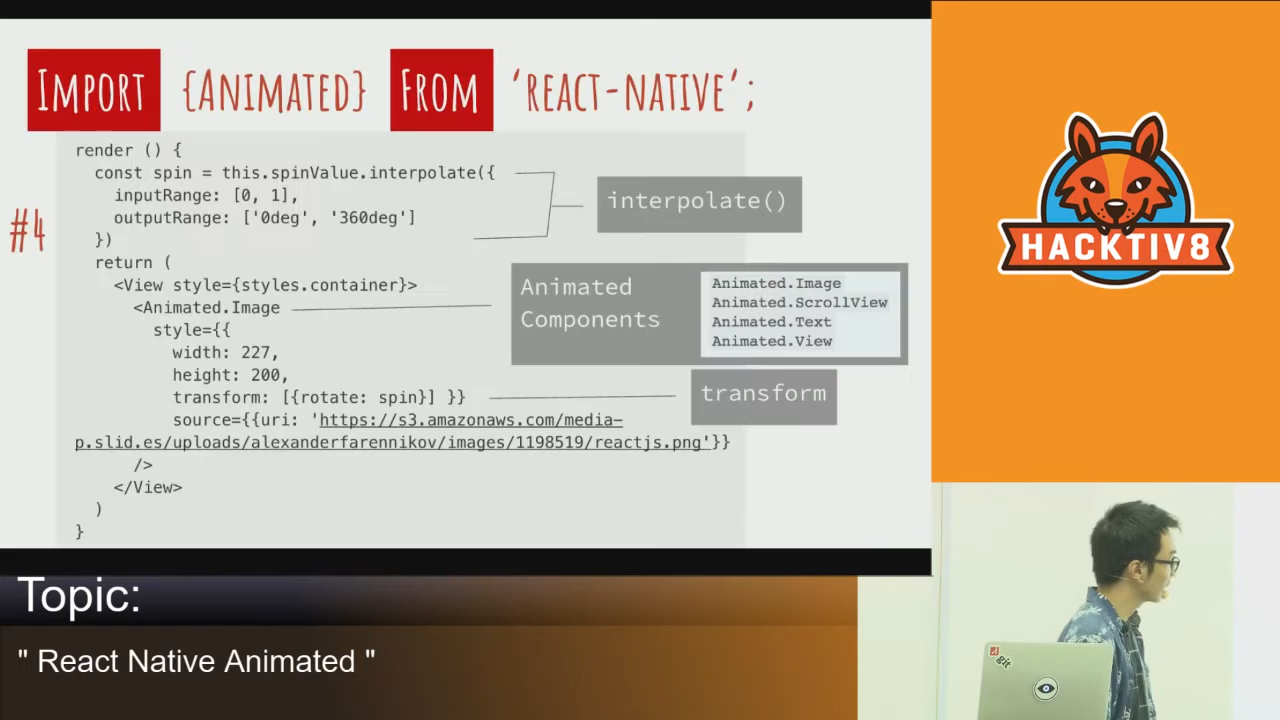 IMPORT {ANIMATED} FROM ‘REACT-NATIVE‘;
#4
render () {
const spin = this.spinValue.interpolate({
inputRange: [0, 1],
outputRange: ['0deg', '360deg']
})
return (
<View style={styles.container}>
<Animated.Image
style={{
width: 227,
height: 200,
transform: [{rotate: spin}] }}
source={{uri: 'https://s3.amazonaws.com/media-
p.slid.es/uploads/alexanderfarennikov/images/1198519/reactjs.png'}}
/>
</View>
)
}
interpolate()
Animated
Components
Animated.Image
Animated.ScrollView
Animated.Text
Animated.View
transform
HACKTIV8
git
Topic:
" React Native Animated "